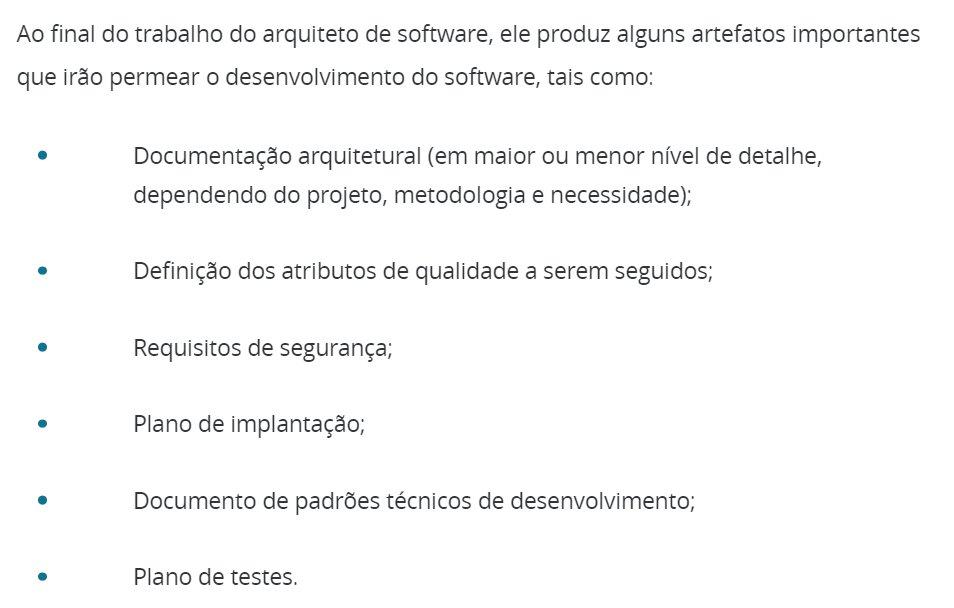 Ao final do trabalho do arquiteto de software, ele produz alguns artefatos importantes
que irão permear o desenvolvimento do software, tais como:
• Documentação arquitetural (em maior ou menor nível de detalhe,
dependendo do projeto, metodologia e necessidade);
• Definição dos atributos de qualidade a serem seguidos;
• Requisitos de segurança;
• Plano de implantação;
• Documento de padrões técnicos de desenvolvimento;
• Plano de testes.